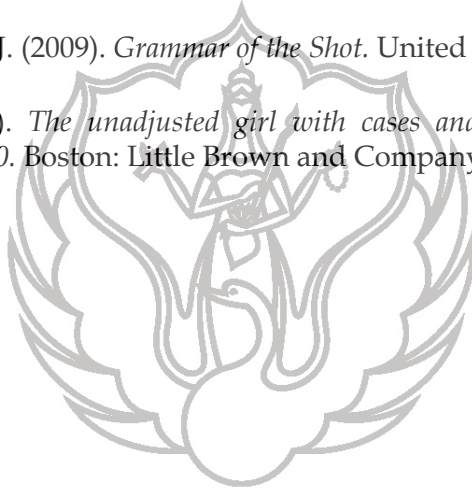 J. (2009). Grammar of the Shot. United
). The unadjusted girl with cases and
0. Boston: Little Brown and Company